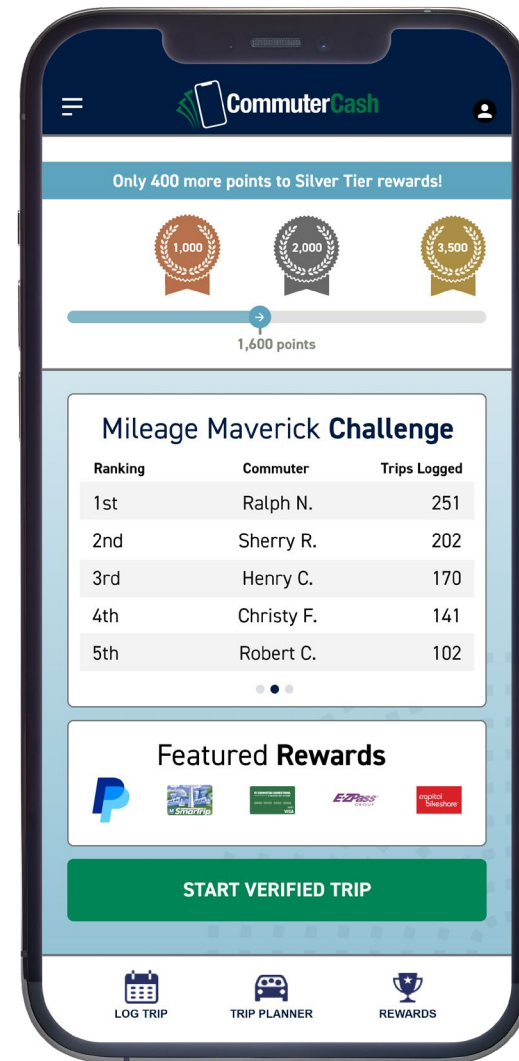 CommuterCash
Only 400 more points to Silver Tier rewards!
1,000 2,000 3,500
1,600 points
Mileage Maverick Challenge
Ranking Commuter Trips Logged
1st Ralph N. 251
2nd Sherry R. 202
3rd Henry C. 170
4th Christy F. 141
5th Robert C. 102
Featured Rewards
SmarTrip
VISA
E-ZPass
GROUP
capital
bikeshare
START VERIFIED TRIP
LOG TRIP TRIP PLANNER REWARDS